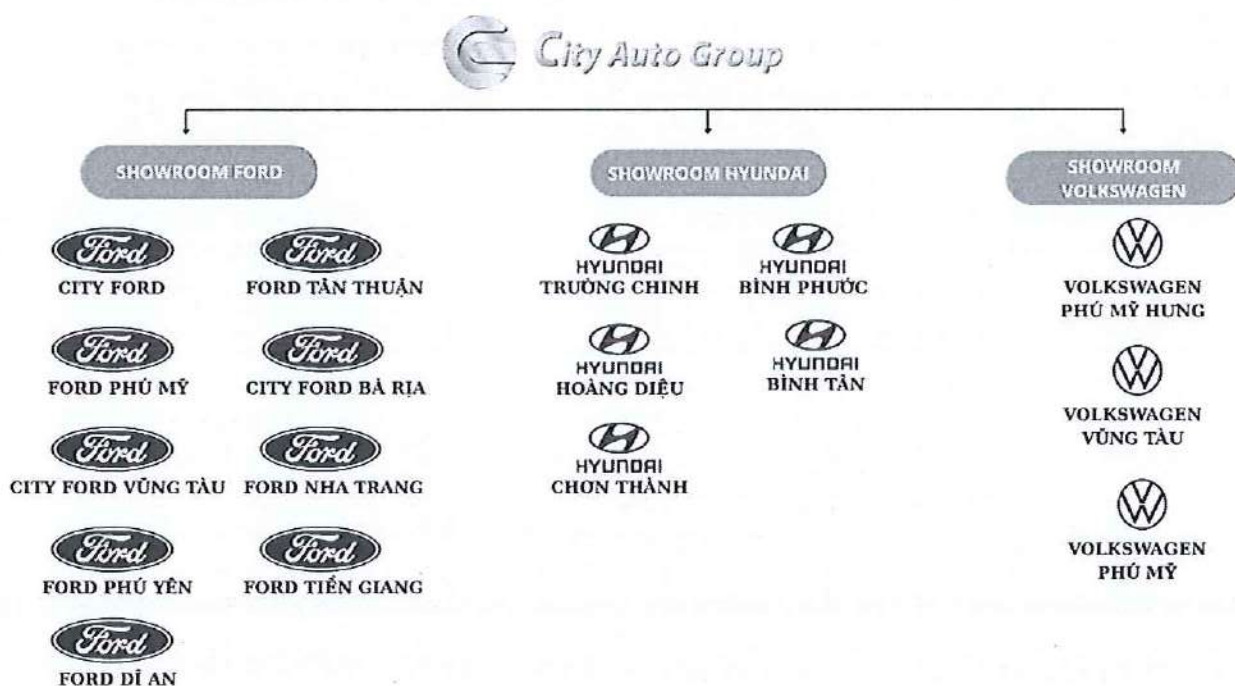 City Auto Group
SHOWROOM FORD
Ford
CITY FORD
Ford
FORD TÂN THUẬN
Ford
FORD PHÚ MỸ
Ford
CITY FORD BÀ RỊA
Ford
CITY FORD VŨNG TÀU
Ford
FORD NHA TRANG
Ford
FORD PHÚ YÊN
Ford
FORD TIỀN GIANG
Ford
FORD DĨ AN
SHOWROOM HYUNDAI
HYUNDAI
TRƯỜNG CHINH
HYUNDAI
BÌNH PHƯỚC
HYUNDAI
HOÀNG DIỆU
HYUNDAI
BÌNH TÂN
HYUNDAI
CHƠN THÀNH
SHOWROOM
VOLKSWAGEN
VOLKSWAGEN
PHÚ MỸ HƯNG
VOLKSWAGEN
VŨNG TÀU
VOLKSWAGEN
PHÚ MỸ